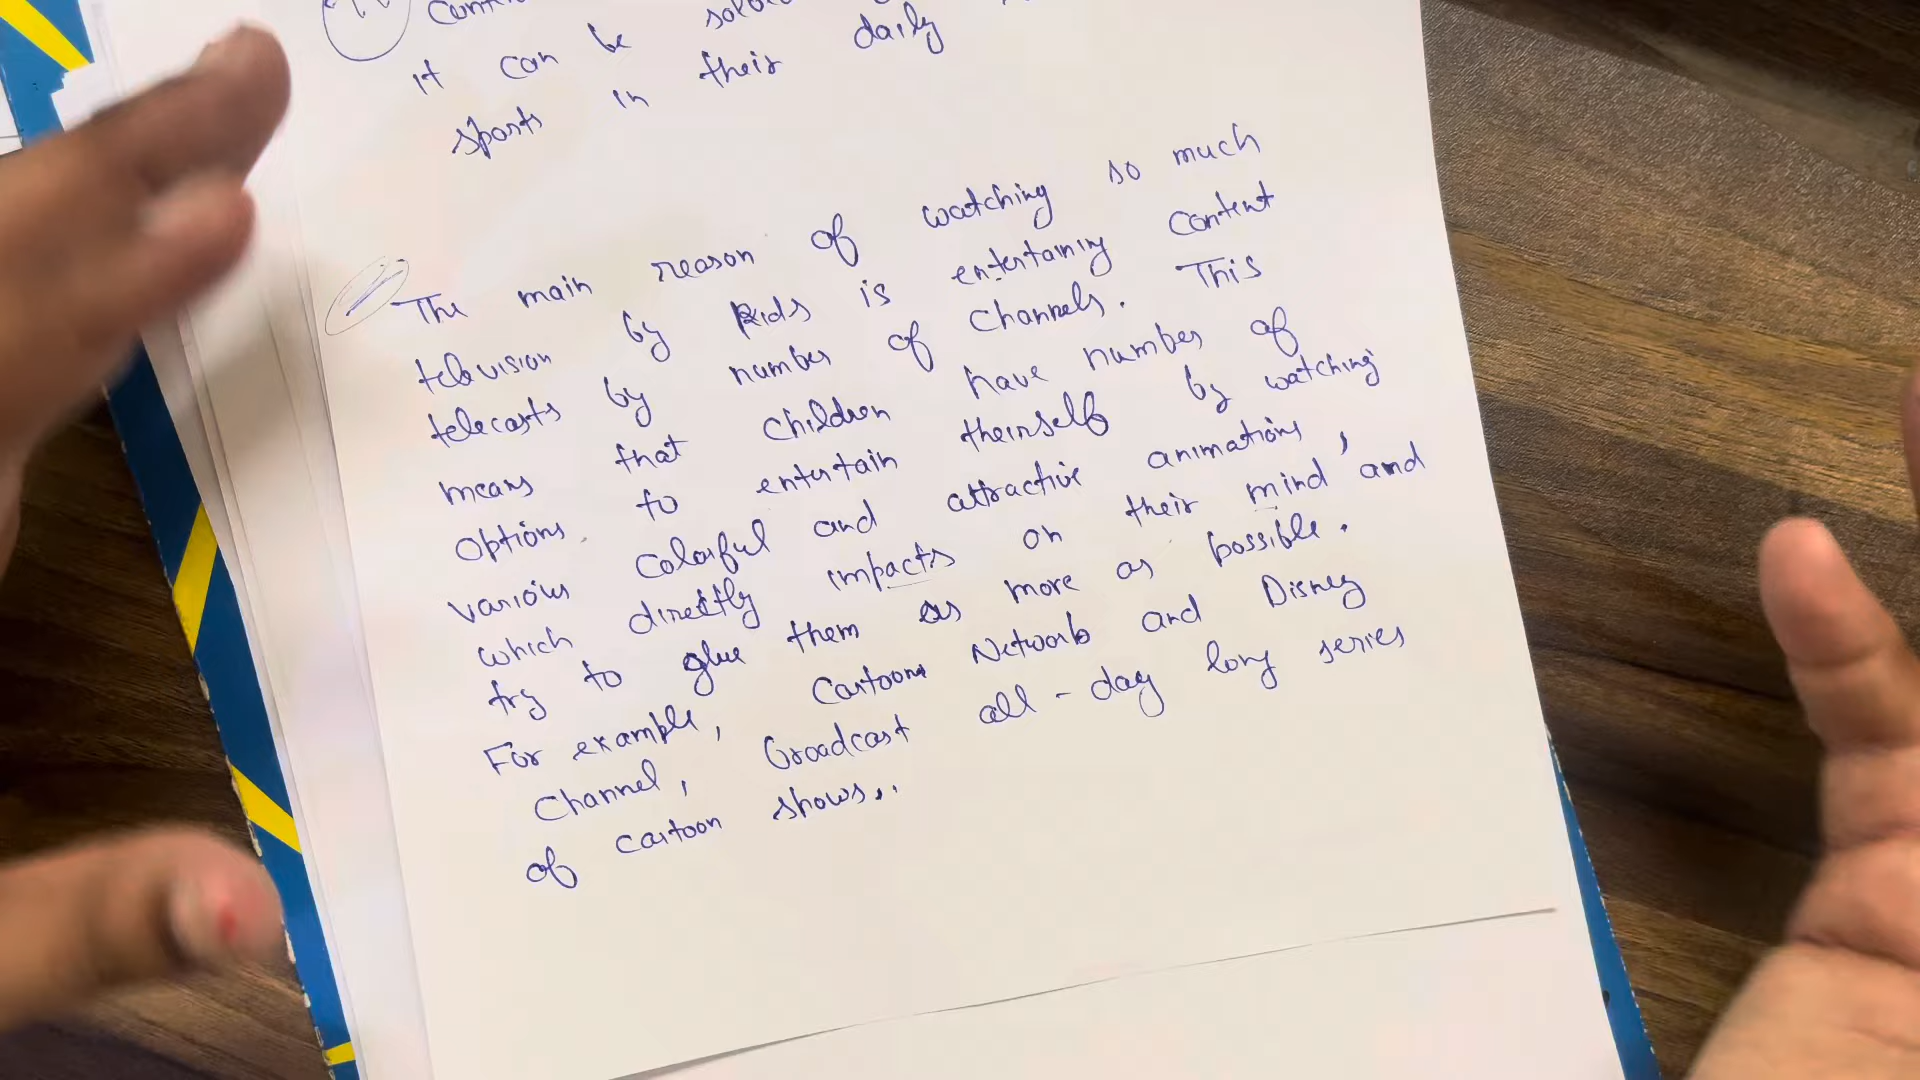 it can be
sports in their daily
The main reason of watching so much
television by kids is entertaining content
telecasts by number of channels. This
means that children have number of
options to entertain theirself by watching
various colorful and attractive animations,
which directly impacts on their mind and
try to glue them as more as possible.
For example, Cartoon Network and Disney
Channel, broadcast all-day long series
of cartoon shows...